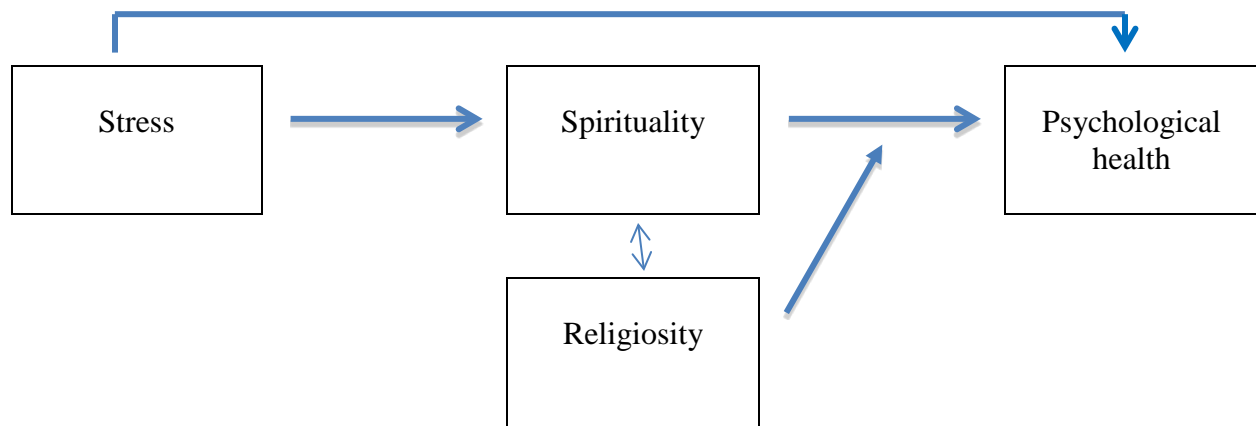 Stress
Spirituality
Psychological
health
Religiosity